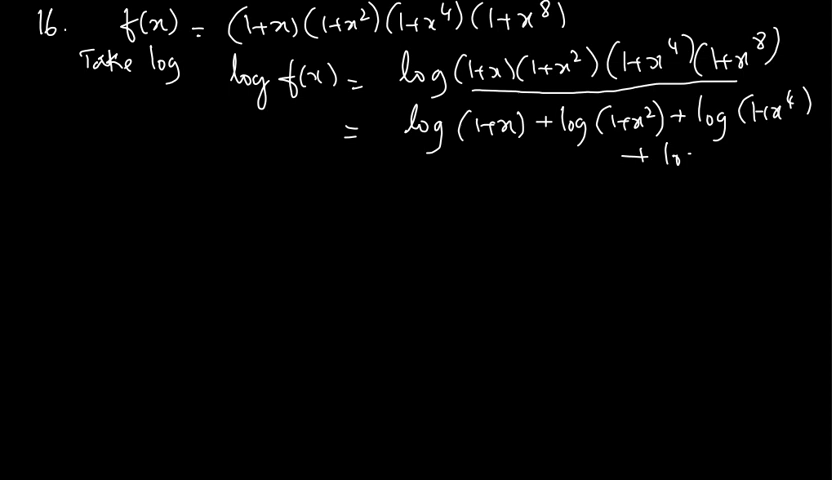 16. f(x) = (1+x)(1+x²)(1+x⁴)(1+x⁸)
Take log log f(x) = log (1+x)(1+x²)(1+x⁴)(1+x⁸)
= log (1+x) + log (1+x²) + log (1+x⁴)
+ lo